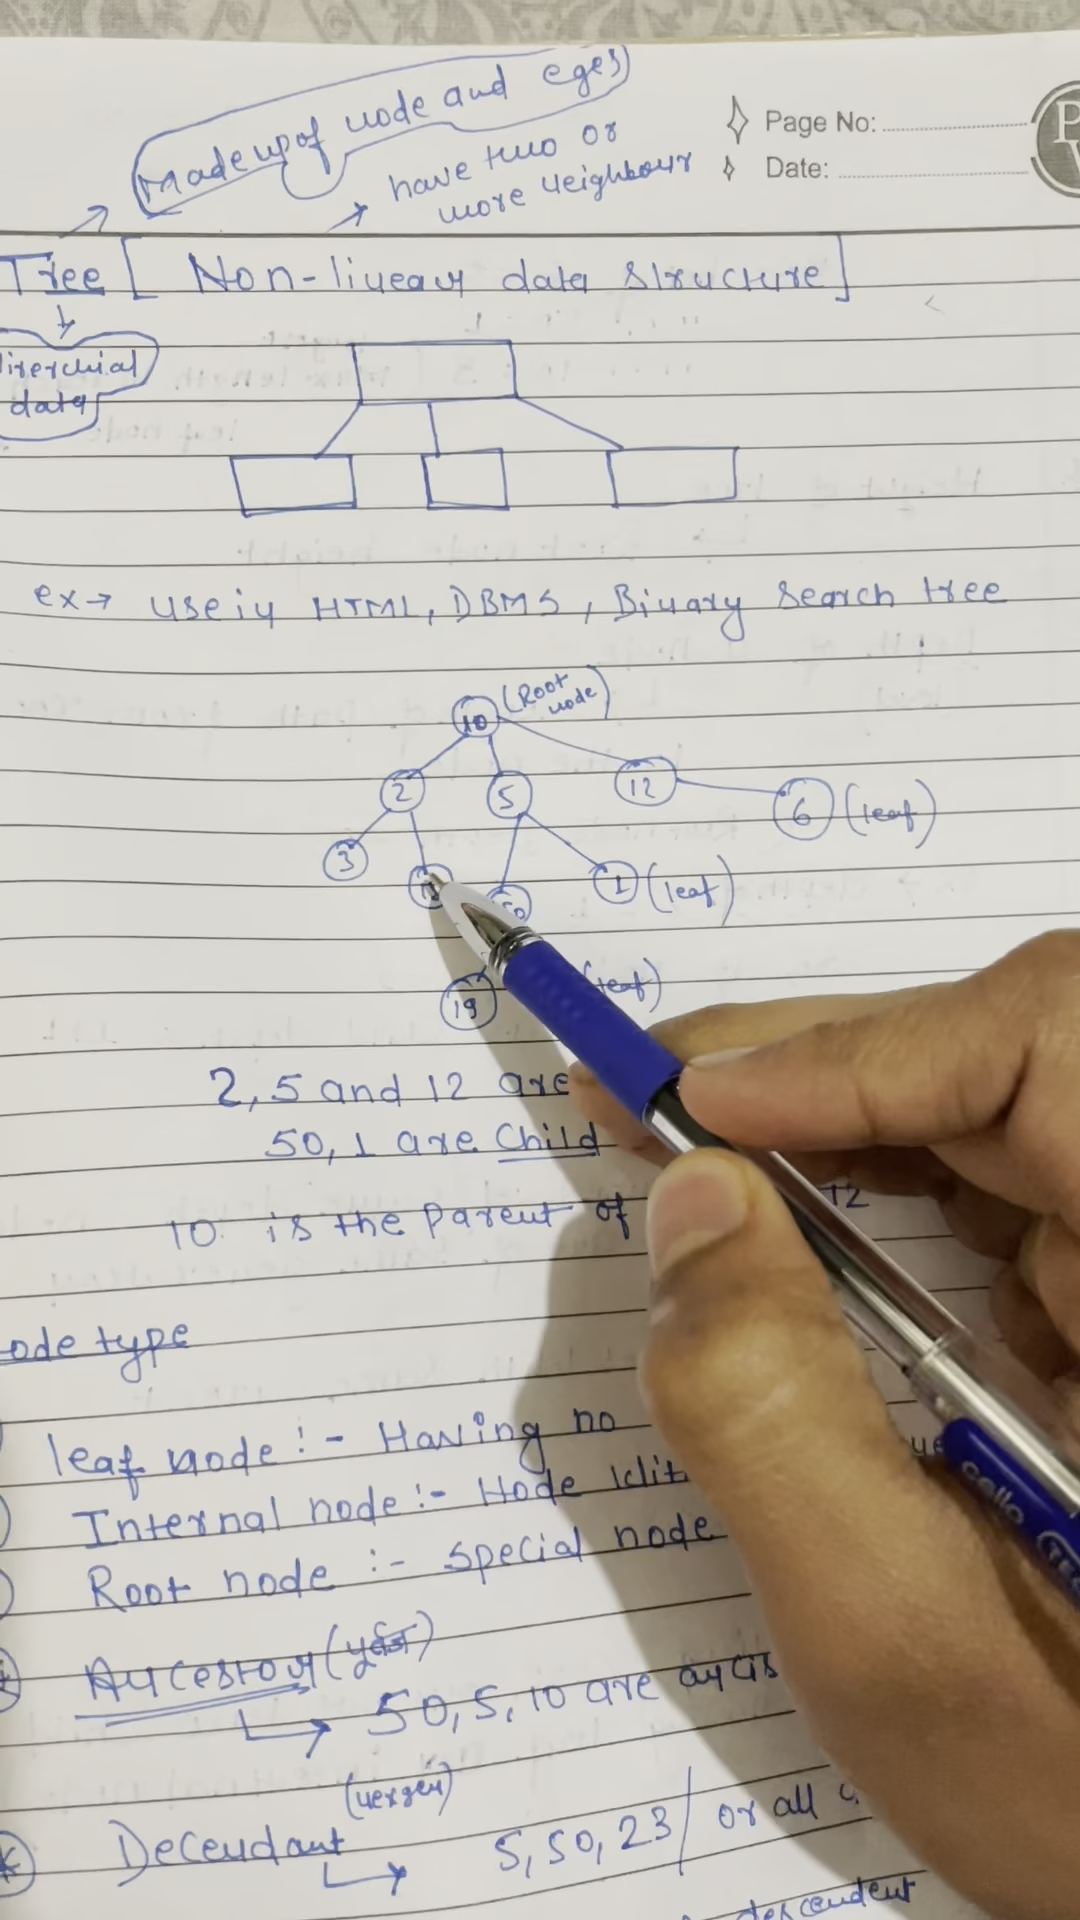 Made up of node and eges
have two or
more neighbour
Page No:
Date:
Tree [ Non-linear data structure ]
data
ex → use in HTML, DBMS, Binary Search tree
10 (Root node)
2 5 12 6 (leaf)
3 1 (leaf)
19 (leaf)
2, 5 and 12 are
50, 1 are Child
10 is the parent of 12
ode type
leaf node :- Having no
Internal node :- Node
Root node :- special node
Ancestor
50, 5, 10 are
Decendant
5, 50, 23 / or all
descendent
cello